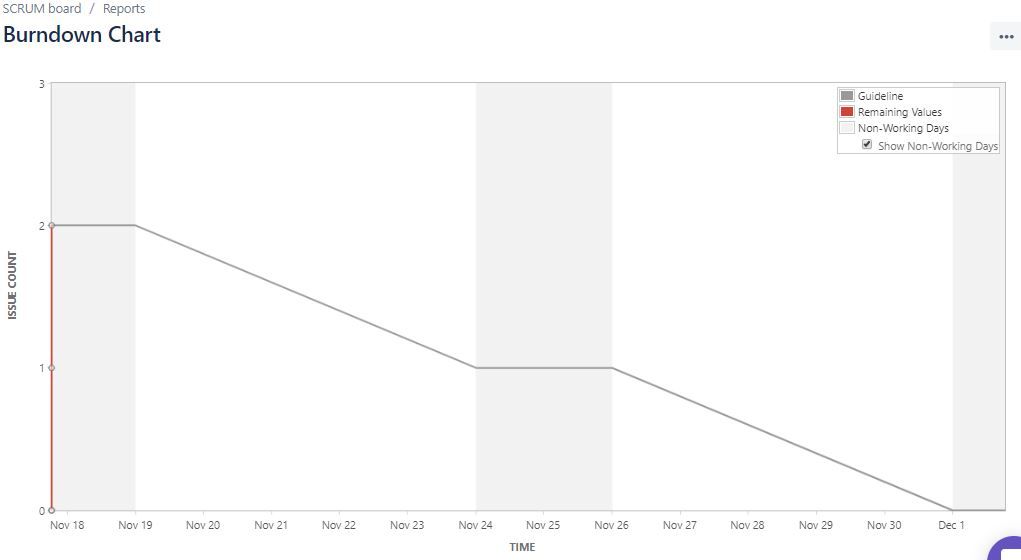 SCRUM board / Reports
Burndown Chart
•••
3
Guideline
Remaining Values
Non-Working Days
Show Non-Working Days
2
ISSUE COUNT
1
0
Nov 18 Nov 19 Nov 20 Nov 21 Nov 22 Nov 23 Nov 24 Nov 25 Nov 26 Nov 27 Nov 28 Nov 29 Nov 30 Dec 1
TIME